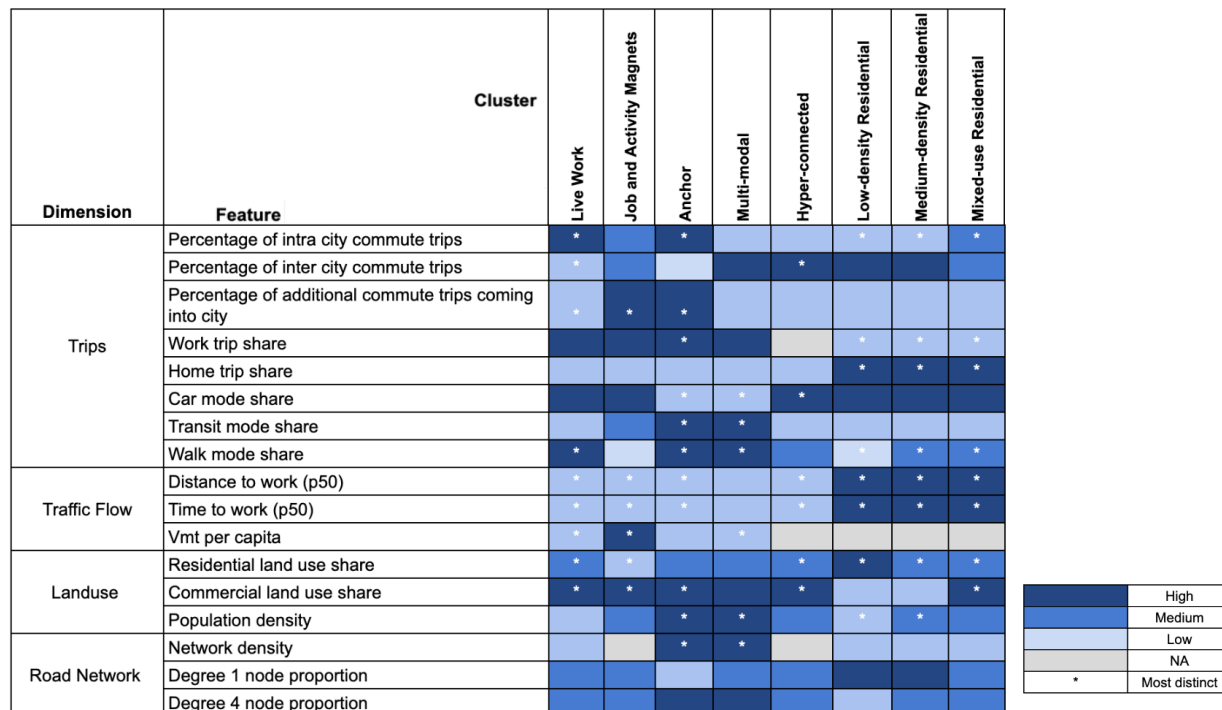 Cluster
Dimension
Feature
Live Work
Job and Activity Magnets
Anchor
Multi-modal
Hyper-connected
Low-density Residential
Medium-density Residential
Mixed-use Residential
Trips
Percentage of intra city commute trips
* * * * *
Percentage of inter city commute trips
* *
Percentage of additional commute trips coming
into city
* * *
Work trip share
* * * *
Home trip share
* * *
Car mode share
* * *
Transit mode share
* *
Walk mode share
* * * * * *
Traffic Flow
Distance to work (p50)
* * * * * * *
Time to work (p50)
* * * * * * *
Vmt per capita
* * *
Landuse
Residential land use share
* * * * * *
Commercial land use share
* * * * *
Population density
* * * *
Road Network
Network density
* *
Degree 1 node proportion
Degree 4 node proportion
High
Medium
Low
NA
* Most distinct